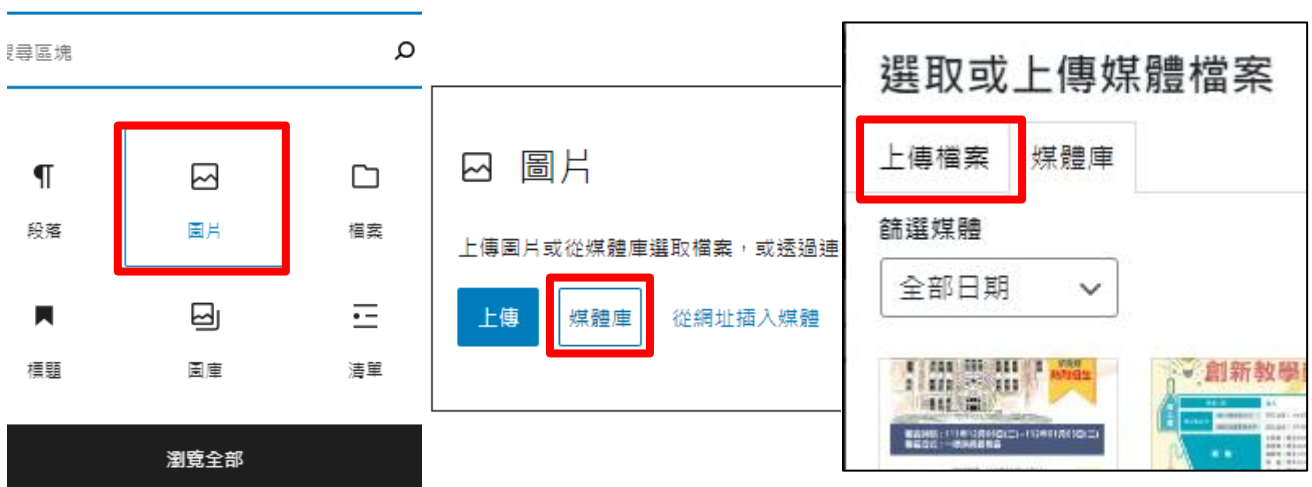 尋區塊
段落
圖片
檔案
標題
圖庫
清單
瀏覽全部
圖片
上傳圖片或從媒體庫選取檔案，或透過連
上傳
媒體庫
從網址插入媒體
選取或上傳媒體檔案
上傳檔案
媒體庫
篩選媒體
全部日期
創新教學